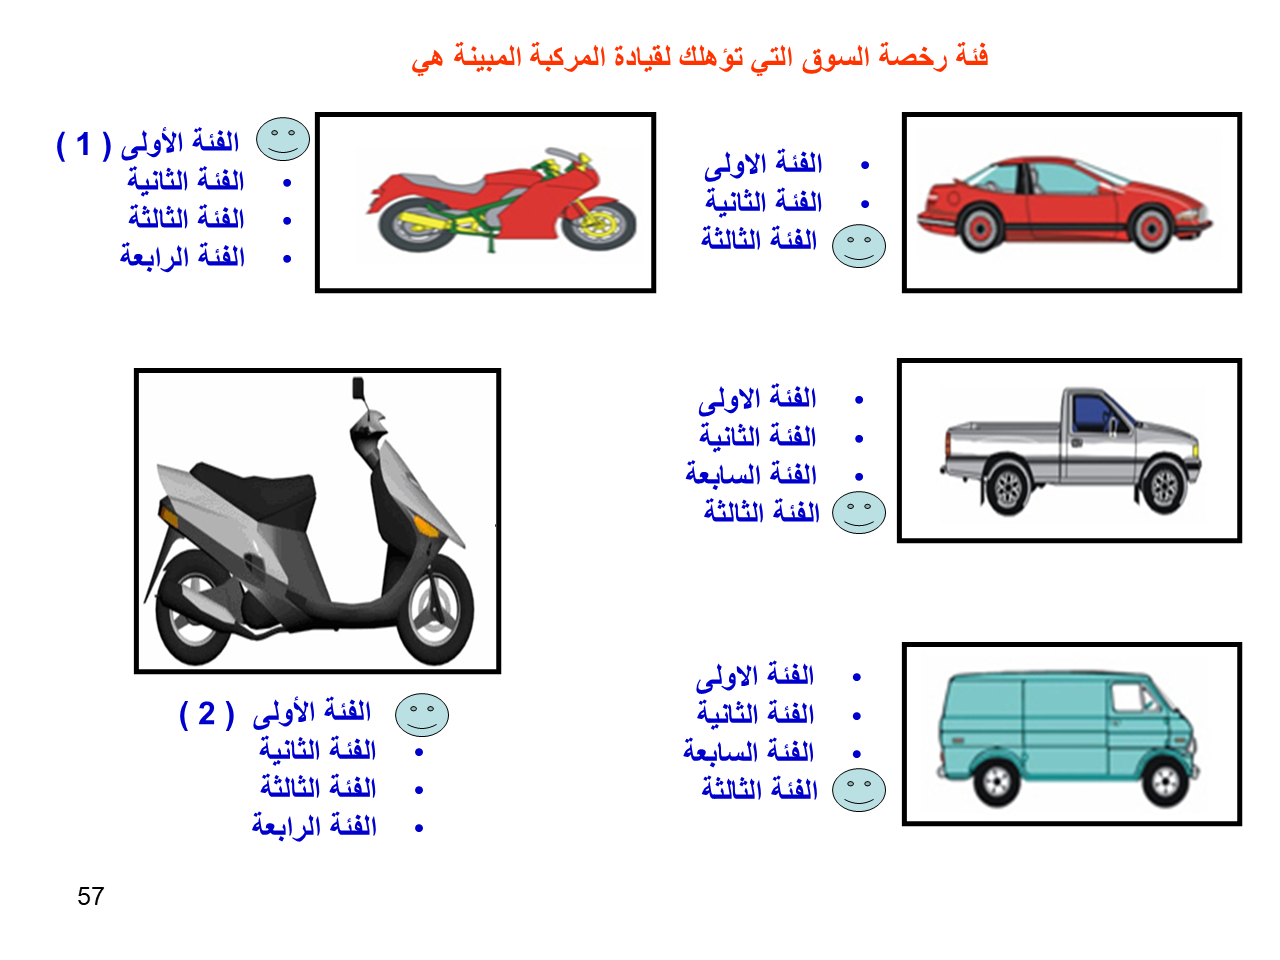 فئة رخصة السوق التي تؤهلك لقيادة المركبة المبينة هي
• الفئة الاولى
• الفئة الثانية
الفئة الثالثة
الفئة الأولى ( 1 )
• الفئة الثانية
• الفئة الثالثة
• الفئة الرابعة
• الفئة الاولى
• الفئة الثانية
• الفئة السابعة
الفئة الثالثة
• الفئة الاولى
• الفئة الثانية
• الفئة السابعة
الفئة الثالثة
الفئة الأولى ( 2 )
• الفئة الثانية
• الفئة الثالثة
• الفئة الرابعة
57